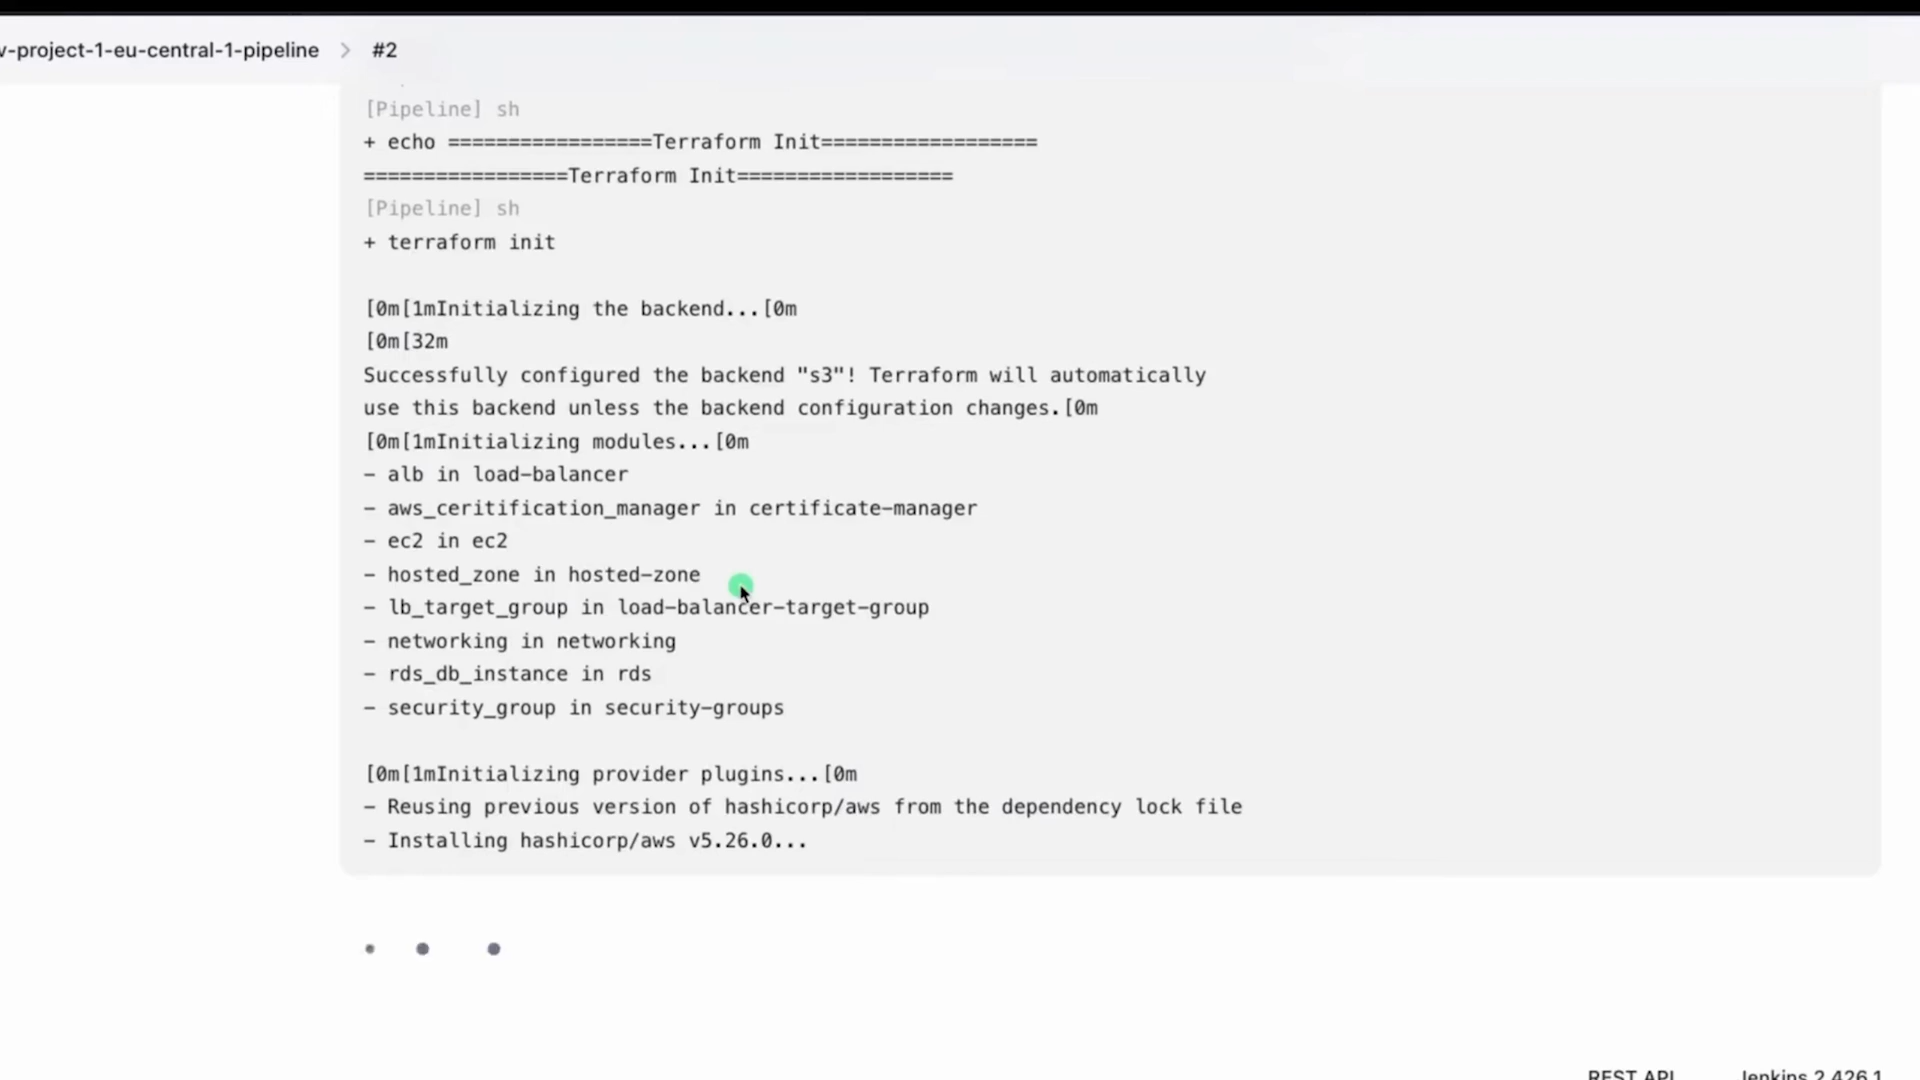 v-project-1-eu-central-1-pipeline > #2
[Pipeline] sh
+ echo =================Terraform Init==================
=================Terraform Init==================
[Pipeline] sh
+ terraform init
[0m[1mInitializing the backend...[0m
[0m[32m
Successfully configured the backend "s3"! Terraform will automatically
use this backend unless the backend configuration changes.[0m
[0m[1mInitializing modules...[0m
- alb in load-balancer
- aws_ceritification_manager in certificate-manager
- ec2 in ec2
- hosted_zone in hosted-zone
- lb_target_group in load-balancer-target-group
- networking in networking
- rds_db_instance in rds
- security_group in security-groups
[0m[1mInitializing provider plugins...[0m
- Reusing previous version of hashicorp/aws from the dependency lock file
- Installing hashicorp/aws v5.26.0...
REST API Jenkins 2.426.1